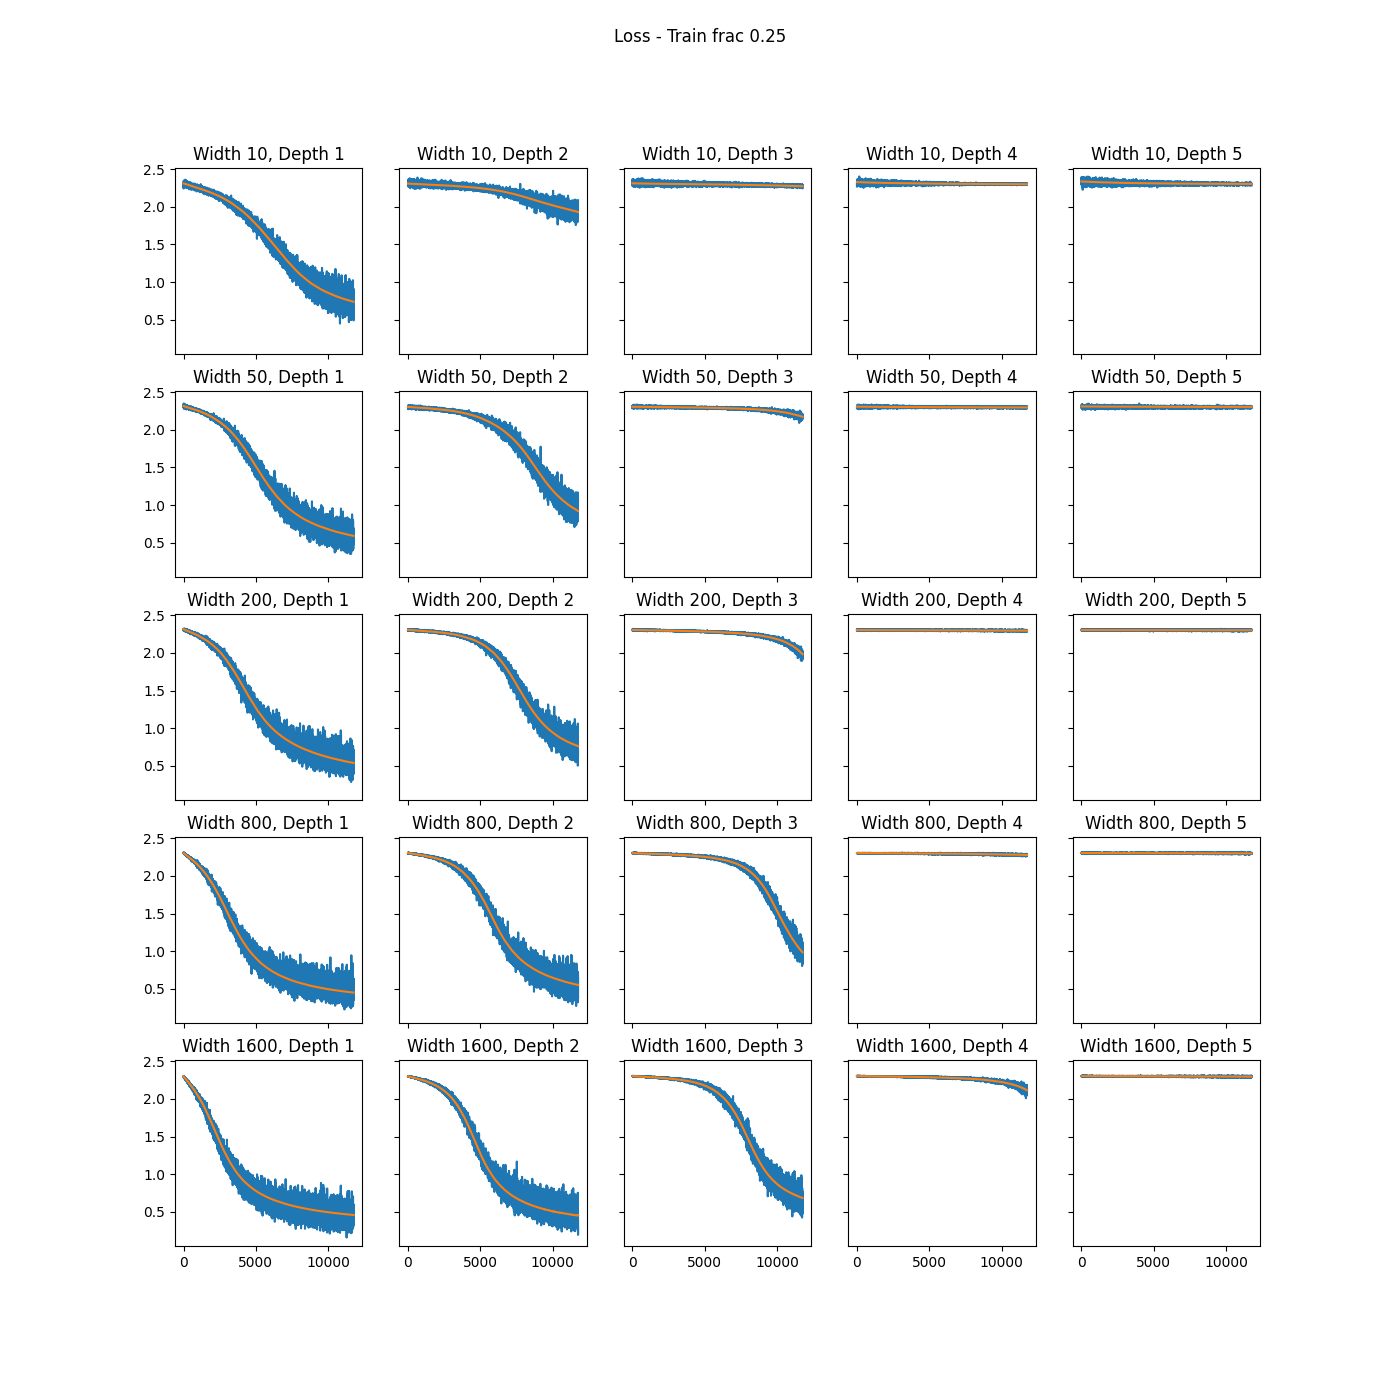 Loss - Train frac 0.25
Width 10, Depth 1
Width 10, Depth 2
Width 10, Depth 3
Width 10, Depth 4
Width 10, Depth 5
2.5
2.0
1.5
1.0
0.5
Width 50, Depth 1
Width 50, Depth 2
Width 50, Depth 3
Width 50, Depth 4
Width 50, Depth 5
2.5
2.0
1.5
1.0
0.5
Width 200, Depth 1
Width 200, Depth 2
Width 200, Depth 3
Width 200, Depth 4
Width 200, Depth 5
2.5
2.0
1.5
1.0
0.5
Width 800, Depth 1
Width 800, Depth 2
Width 800, Depth 3
Width 800, Depth 4
Width 800, Depth 5
2.5
2.0
1.5
1.0
0.5
Width 1600, Depth 1
Width 1600, Depth 2
Width 1600, Depth 3
Width 1600, Depth 4
Width 1600, Depth 5
2.5
2.0
1.5
1.0
0.5
0 5000 10000
0 5000 10000
0 5000 10000
0 5000 10000
0 5000 10000